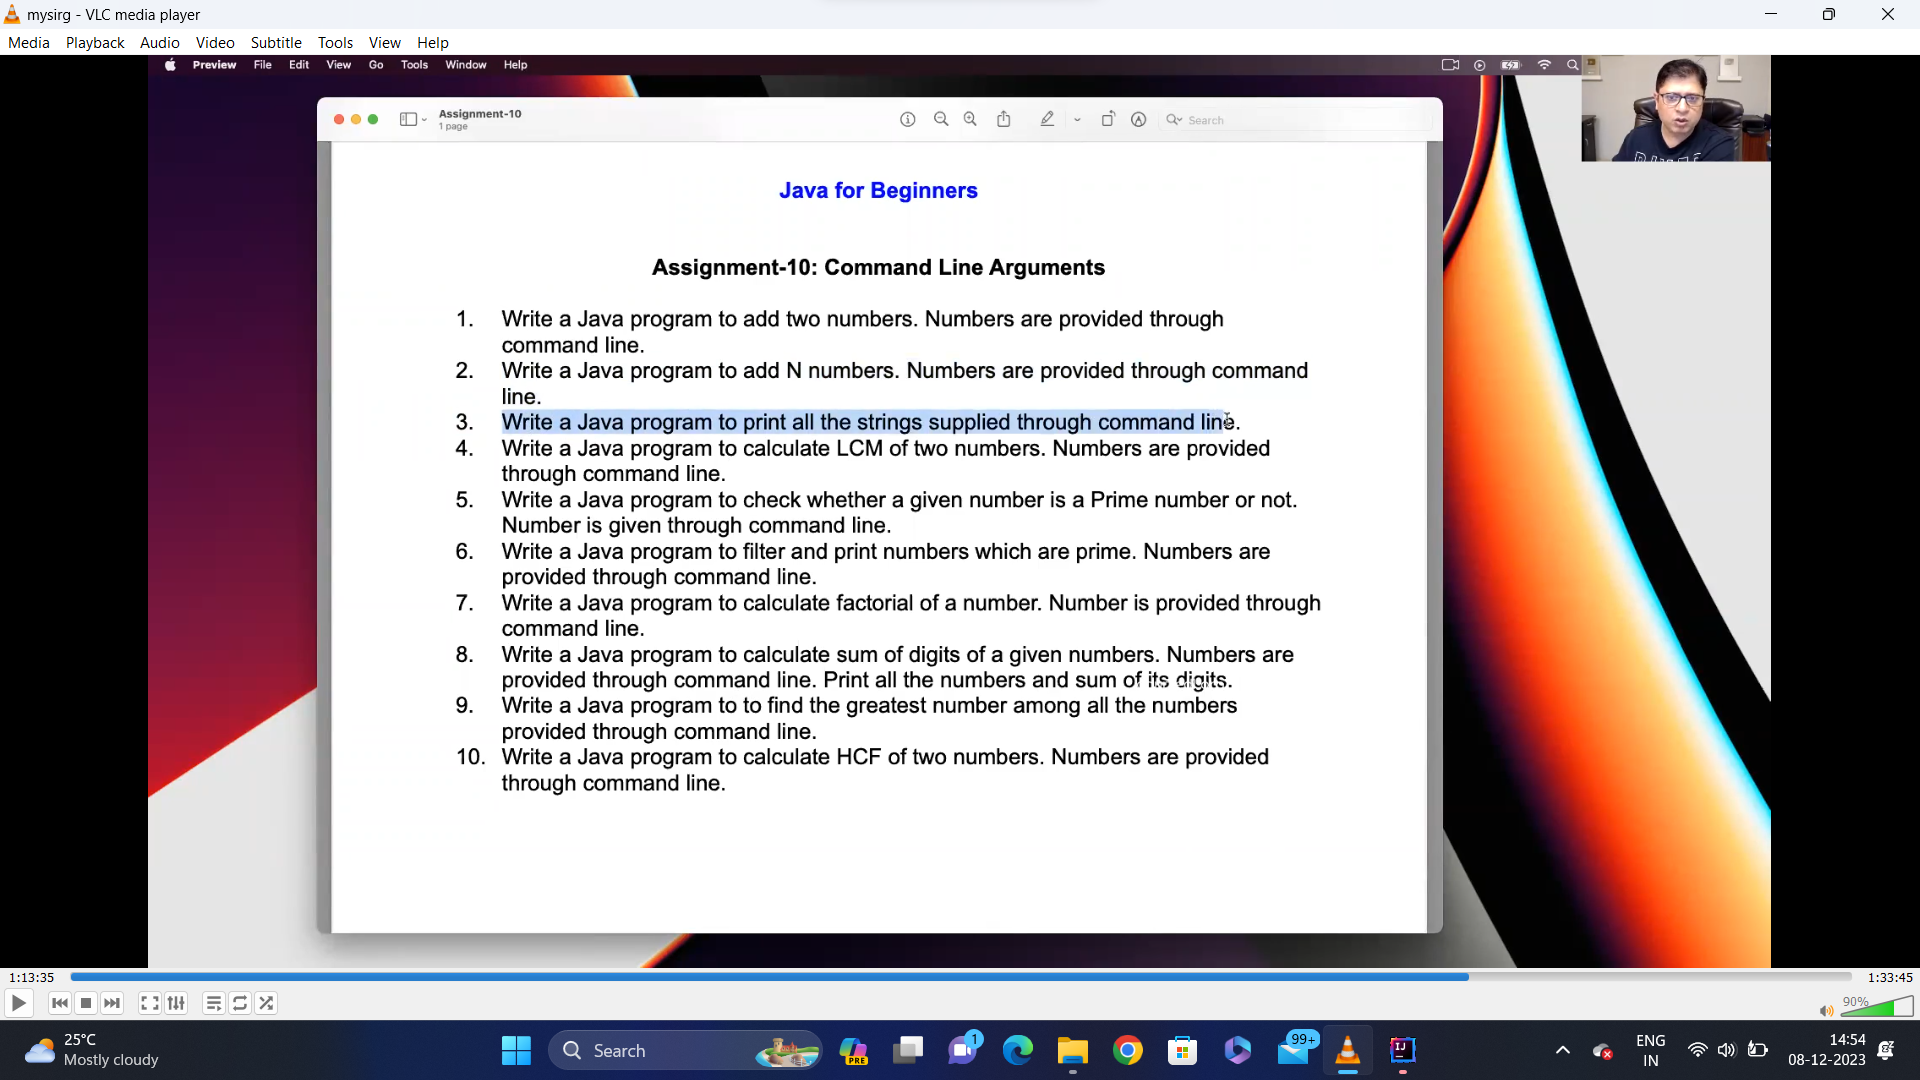 mysirg - VLC media player
Media Playback Audio Video Subtitle Tools View Help
Preview File Edit View Go Tools Window Help
Assignment-10
1 page
Search
Java for Beginners
Assignment-10: Command Line Arguments
1. Write a Java program to add two numbers. Numbers are provided through
command line.
2. Write a Java program to add N numbers. Numbers are provided through command
line.
3. Write a Java program to print all the strings supplied through command line.
4. Write a Java program to calculate LCM of two numbers. Numbers are provided
through command line.
5. Write a Java program to check whether a given number is a Prime number or not.
Number is given through command line.
6. Write a Java program to filter and print numbers which are prime. Numbers are
provided through command line.
7. Write a Java program to calculate factorial of a number. Number is provided through
command line.
8. Write a Java program to calculate sum of digits of a given numbers. Numbers are
provided through command line. Print all the numbers and sum of its digits.
9. Write a Java program to to find the greatest number among all the numbers
provided through command line.
10. Write a Java program to calculate HCF of two numbers. Numbers are provided
through command line.
1:13:35 1:33:45
90%
25°C
Mostly cloudy
Search
PRE
1
99+
IJ
ENG
IN
14:54
08-12-2023